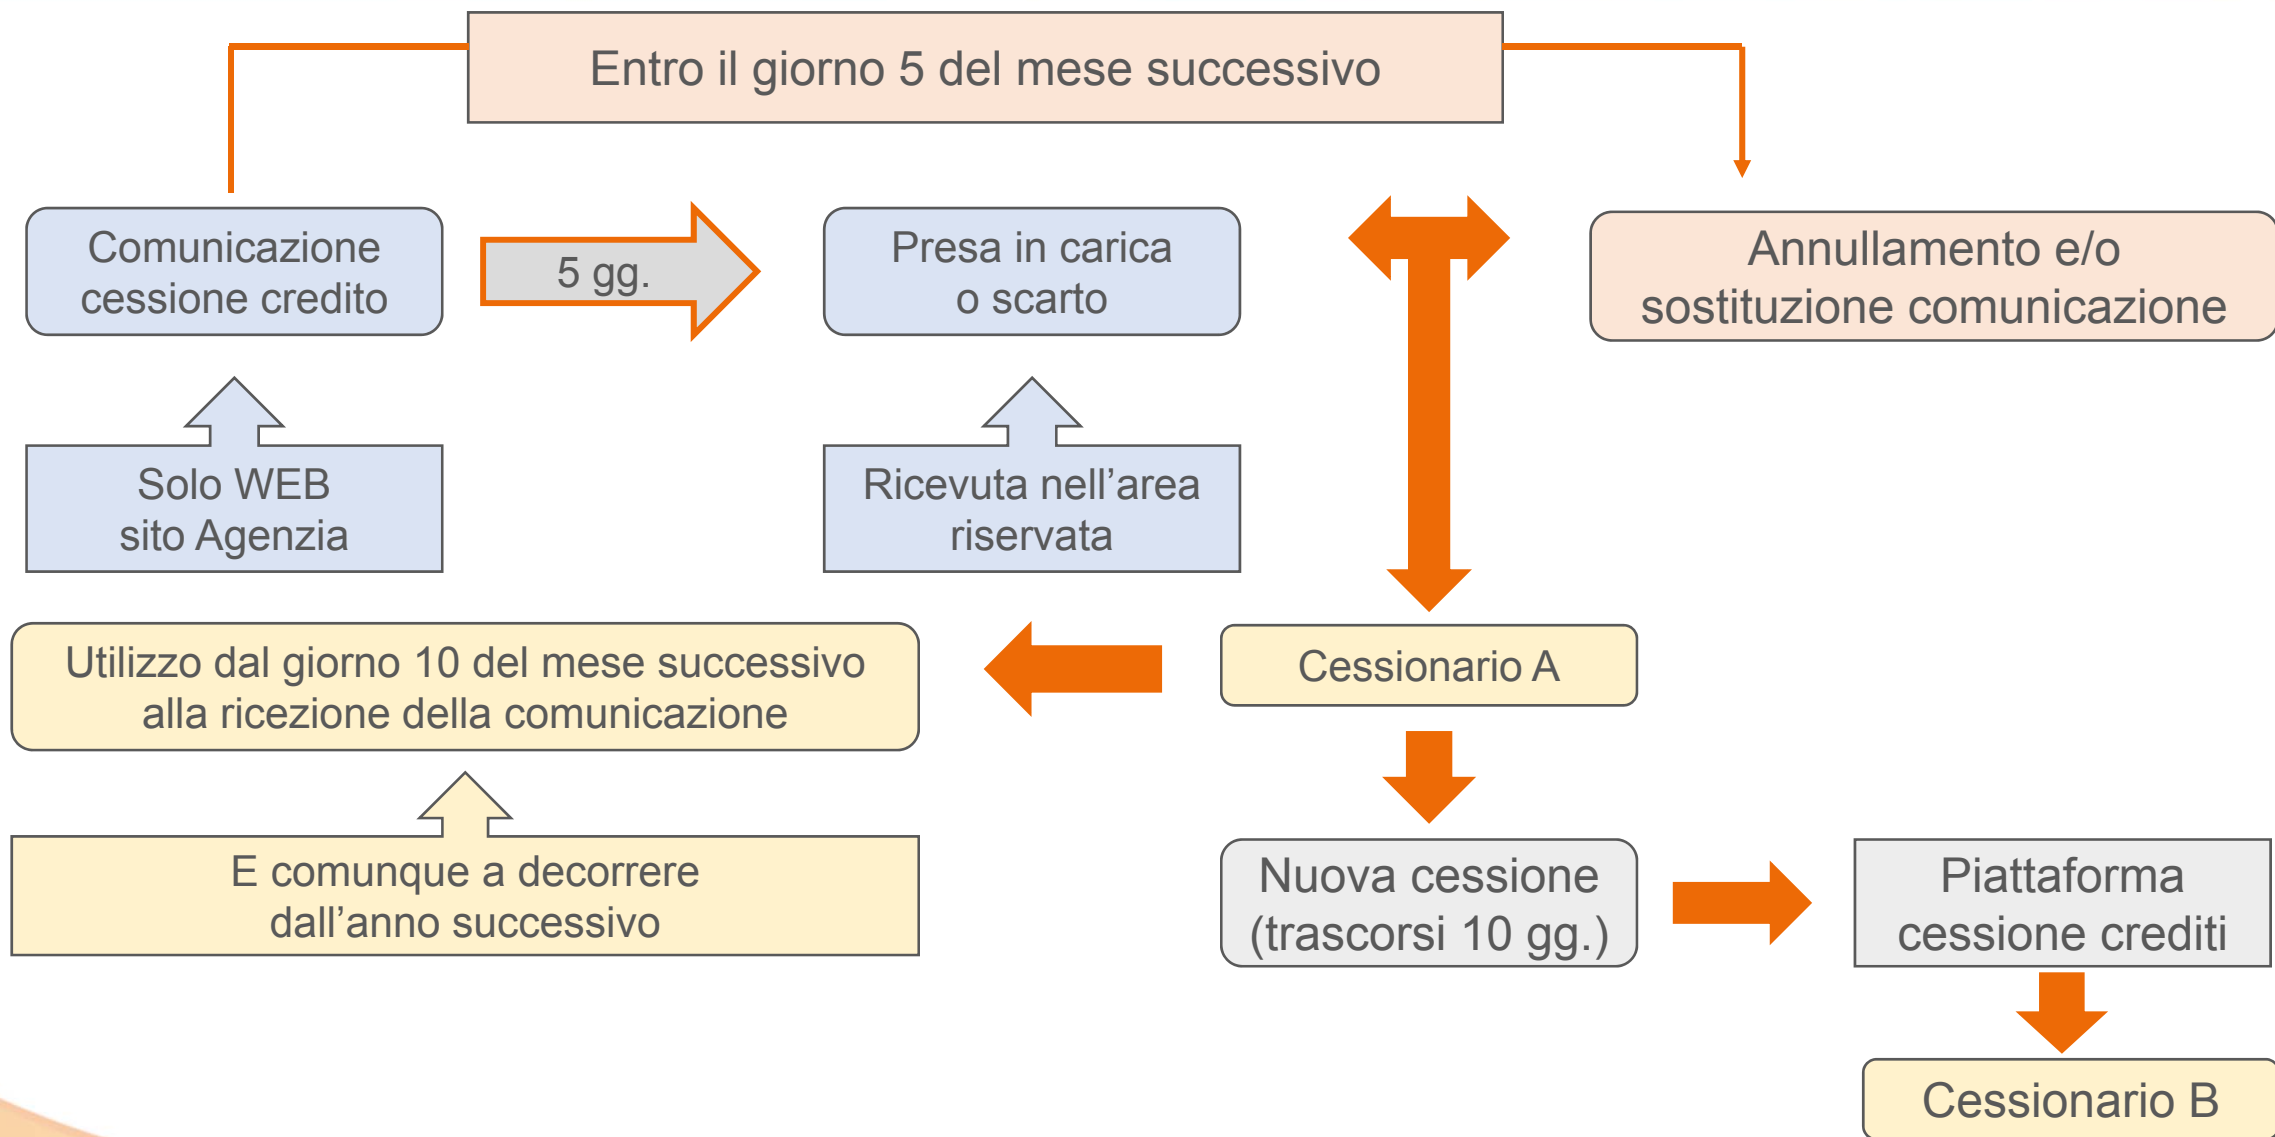 Entro il giorno 5 del mese successivo
Comunicazione
cessione credito
5 gg.
Presa in carica
o scarto
Annullamento e/o
sostituzione comunicazione
Solo WEB
sito Agenzia
Ricevuta nell’area
riservata
Utilizzo dal giorno 10 del mese successivo
alla ricezione della comunicazione
Cessionario A
E comunque a decorrere
dall’anno successivo
Nuova cessione
(trascorsi 10 gg.)
Piattaforma
cessione crediti
Cessionario B